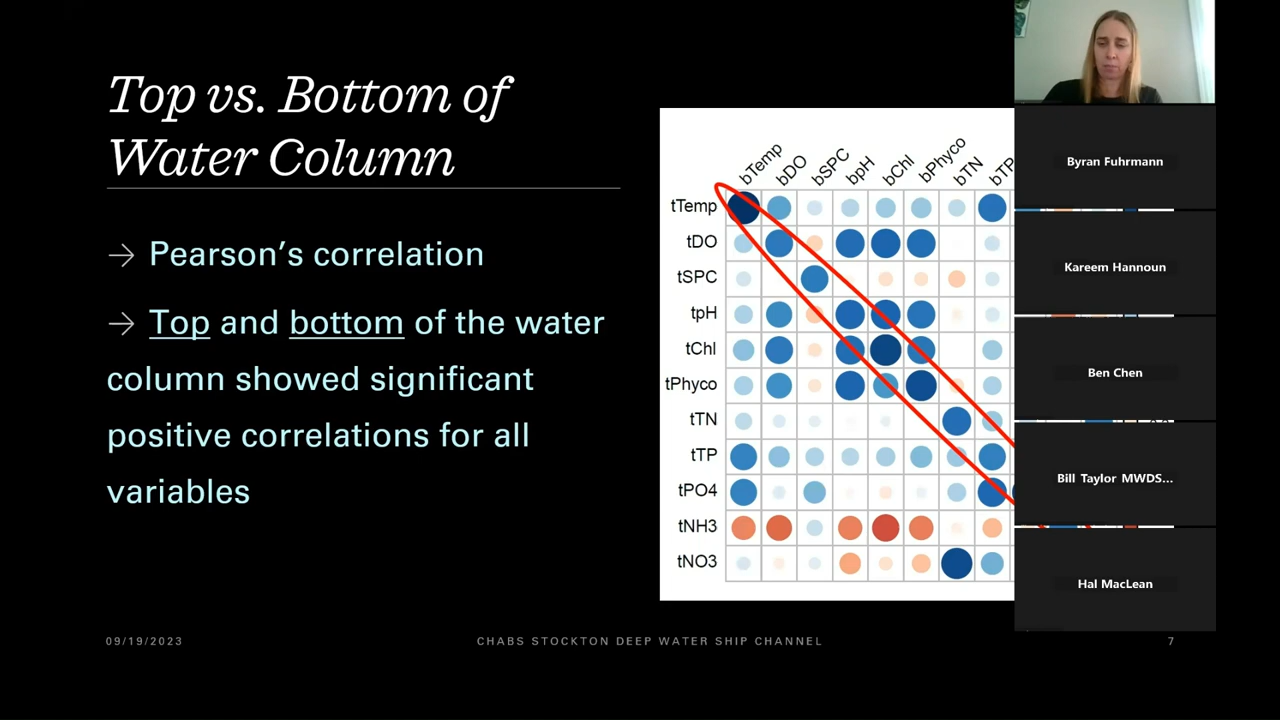 Top vs. Bottom of
Water Column
→ Pearson's correlation
→ Top and bottom of the water
column showed significant
positive correlations for all
variables
bTemp bDO bSPC bpH bChl bPhyco bTN bTP
tTemp
tDO
tSPC
tpH
tChl
tPhyco
tTN
tTP
tPO4
tNH3
tNO3
Byran Fuhrmann
Kareem Hannoun
Ben Chen
Bill Taylor MWDS...
Hal MacLean
09/19/2023
CHABS STOCKTON DEEP WATER SHIP CHANNEL
7